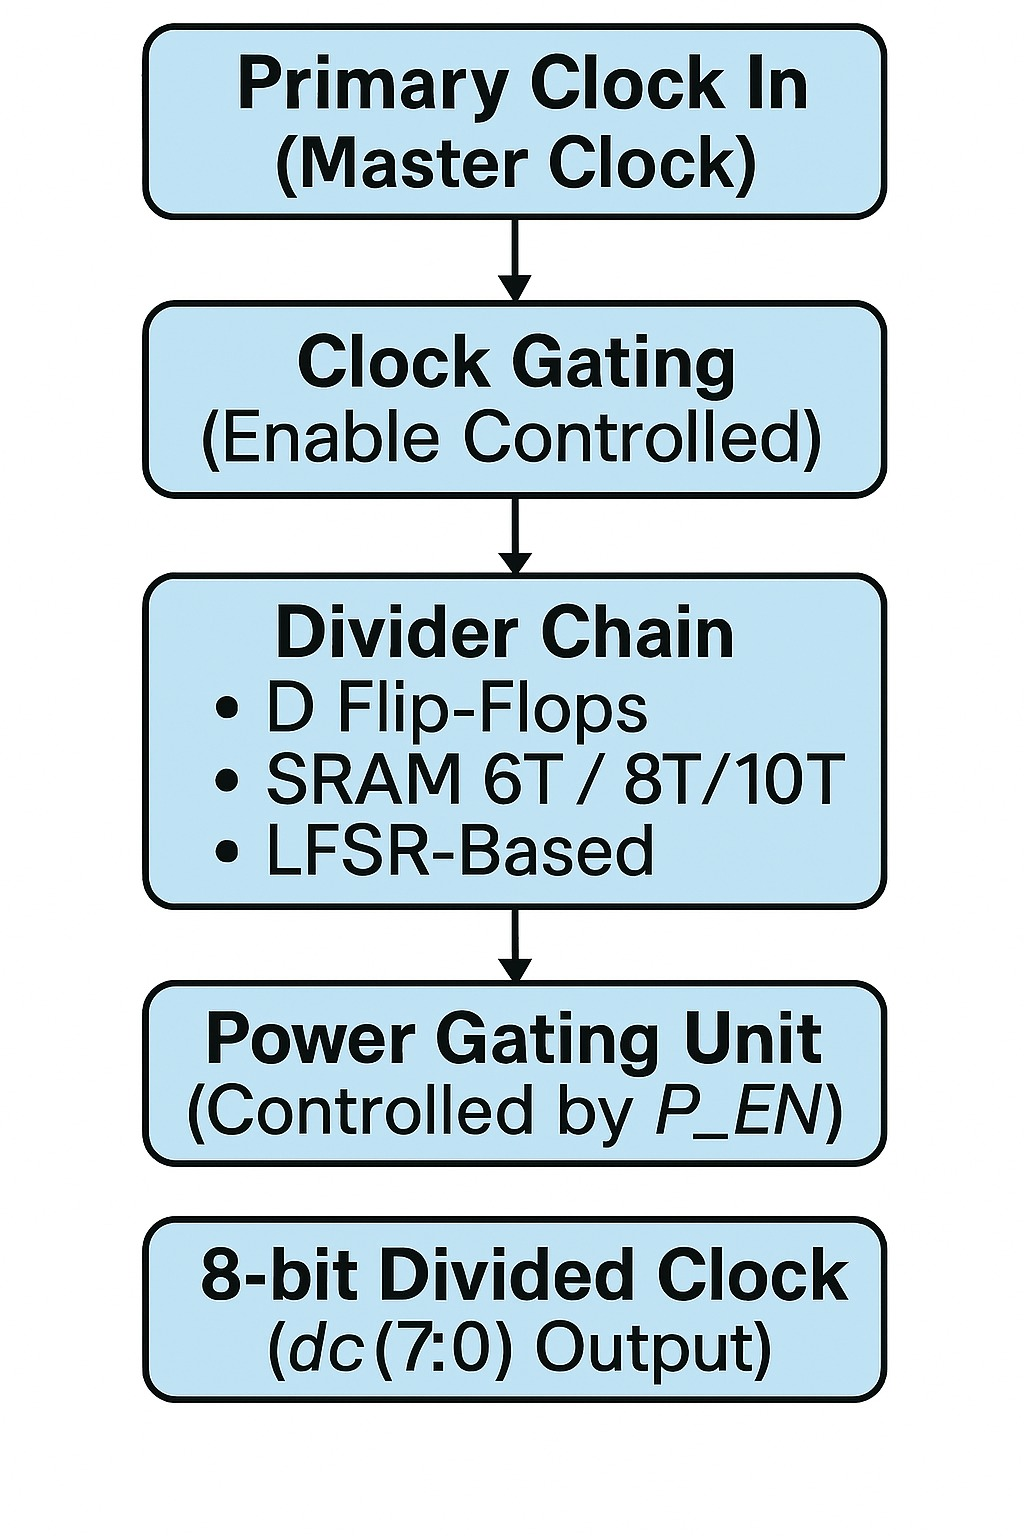 Primary Clock In
(Master Clock)
Clock Gating
(Enable Controlled)
Divider Chain
• D Flip-Flops
• SRAM 6T / 8T/10T
• LFSR-Based
Power Gating Unit
(Controlled by P_EN)
8-bit Divided Clock
(dc(7:0) Output)